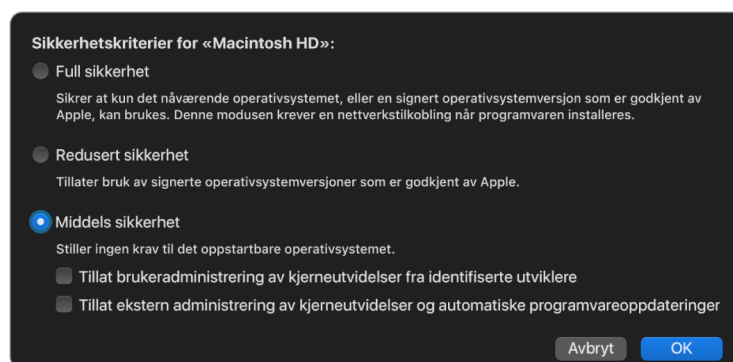 Sikkerhetskriterier for «Macintosh HD»:
Full sikkerhet
Sikrer at kun det nåværende operativsystemet, eller en signert operativsystemversjon som er godkjent av
Apple, kan brukes. Denne modusen krever en nettverkstilkobling når programvaren installeres.
Redusert sikkerhet
Tillater bruk av signerte operativsystemversjoner som er godkjent av Apple.
Middels sikkerhet
Stiller ingen krav til det oppstartbare operativsystemet.
Tillat brukeradministrering av kjerneutvidelser fra identifiserte utviklere
Tillat ekstern administrering av kjerneutvidelser og automatiske programvareoppdateringer
Avbryt OK